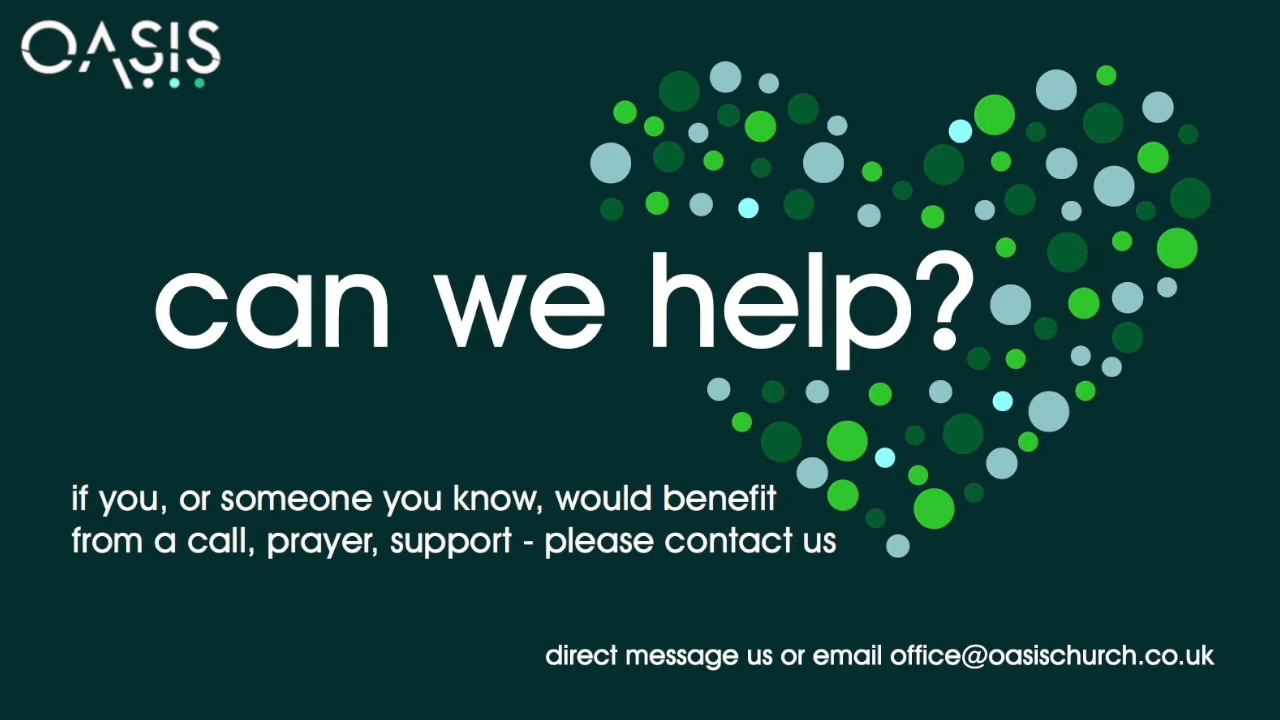 OASIS
can we help?
if you, or someone you know, would benefit
from a call, prayer, support - please contact us
direct message us or email office@oasischurch.co.uk